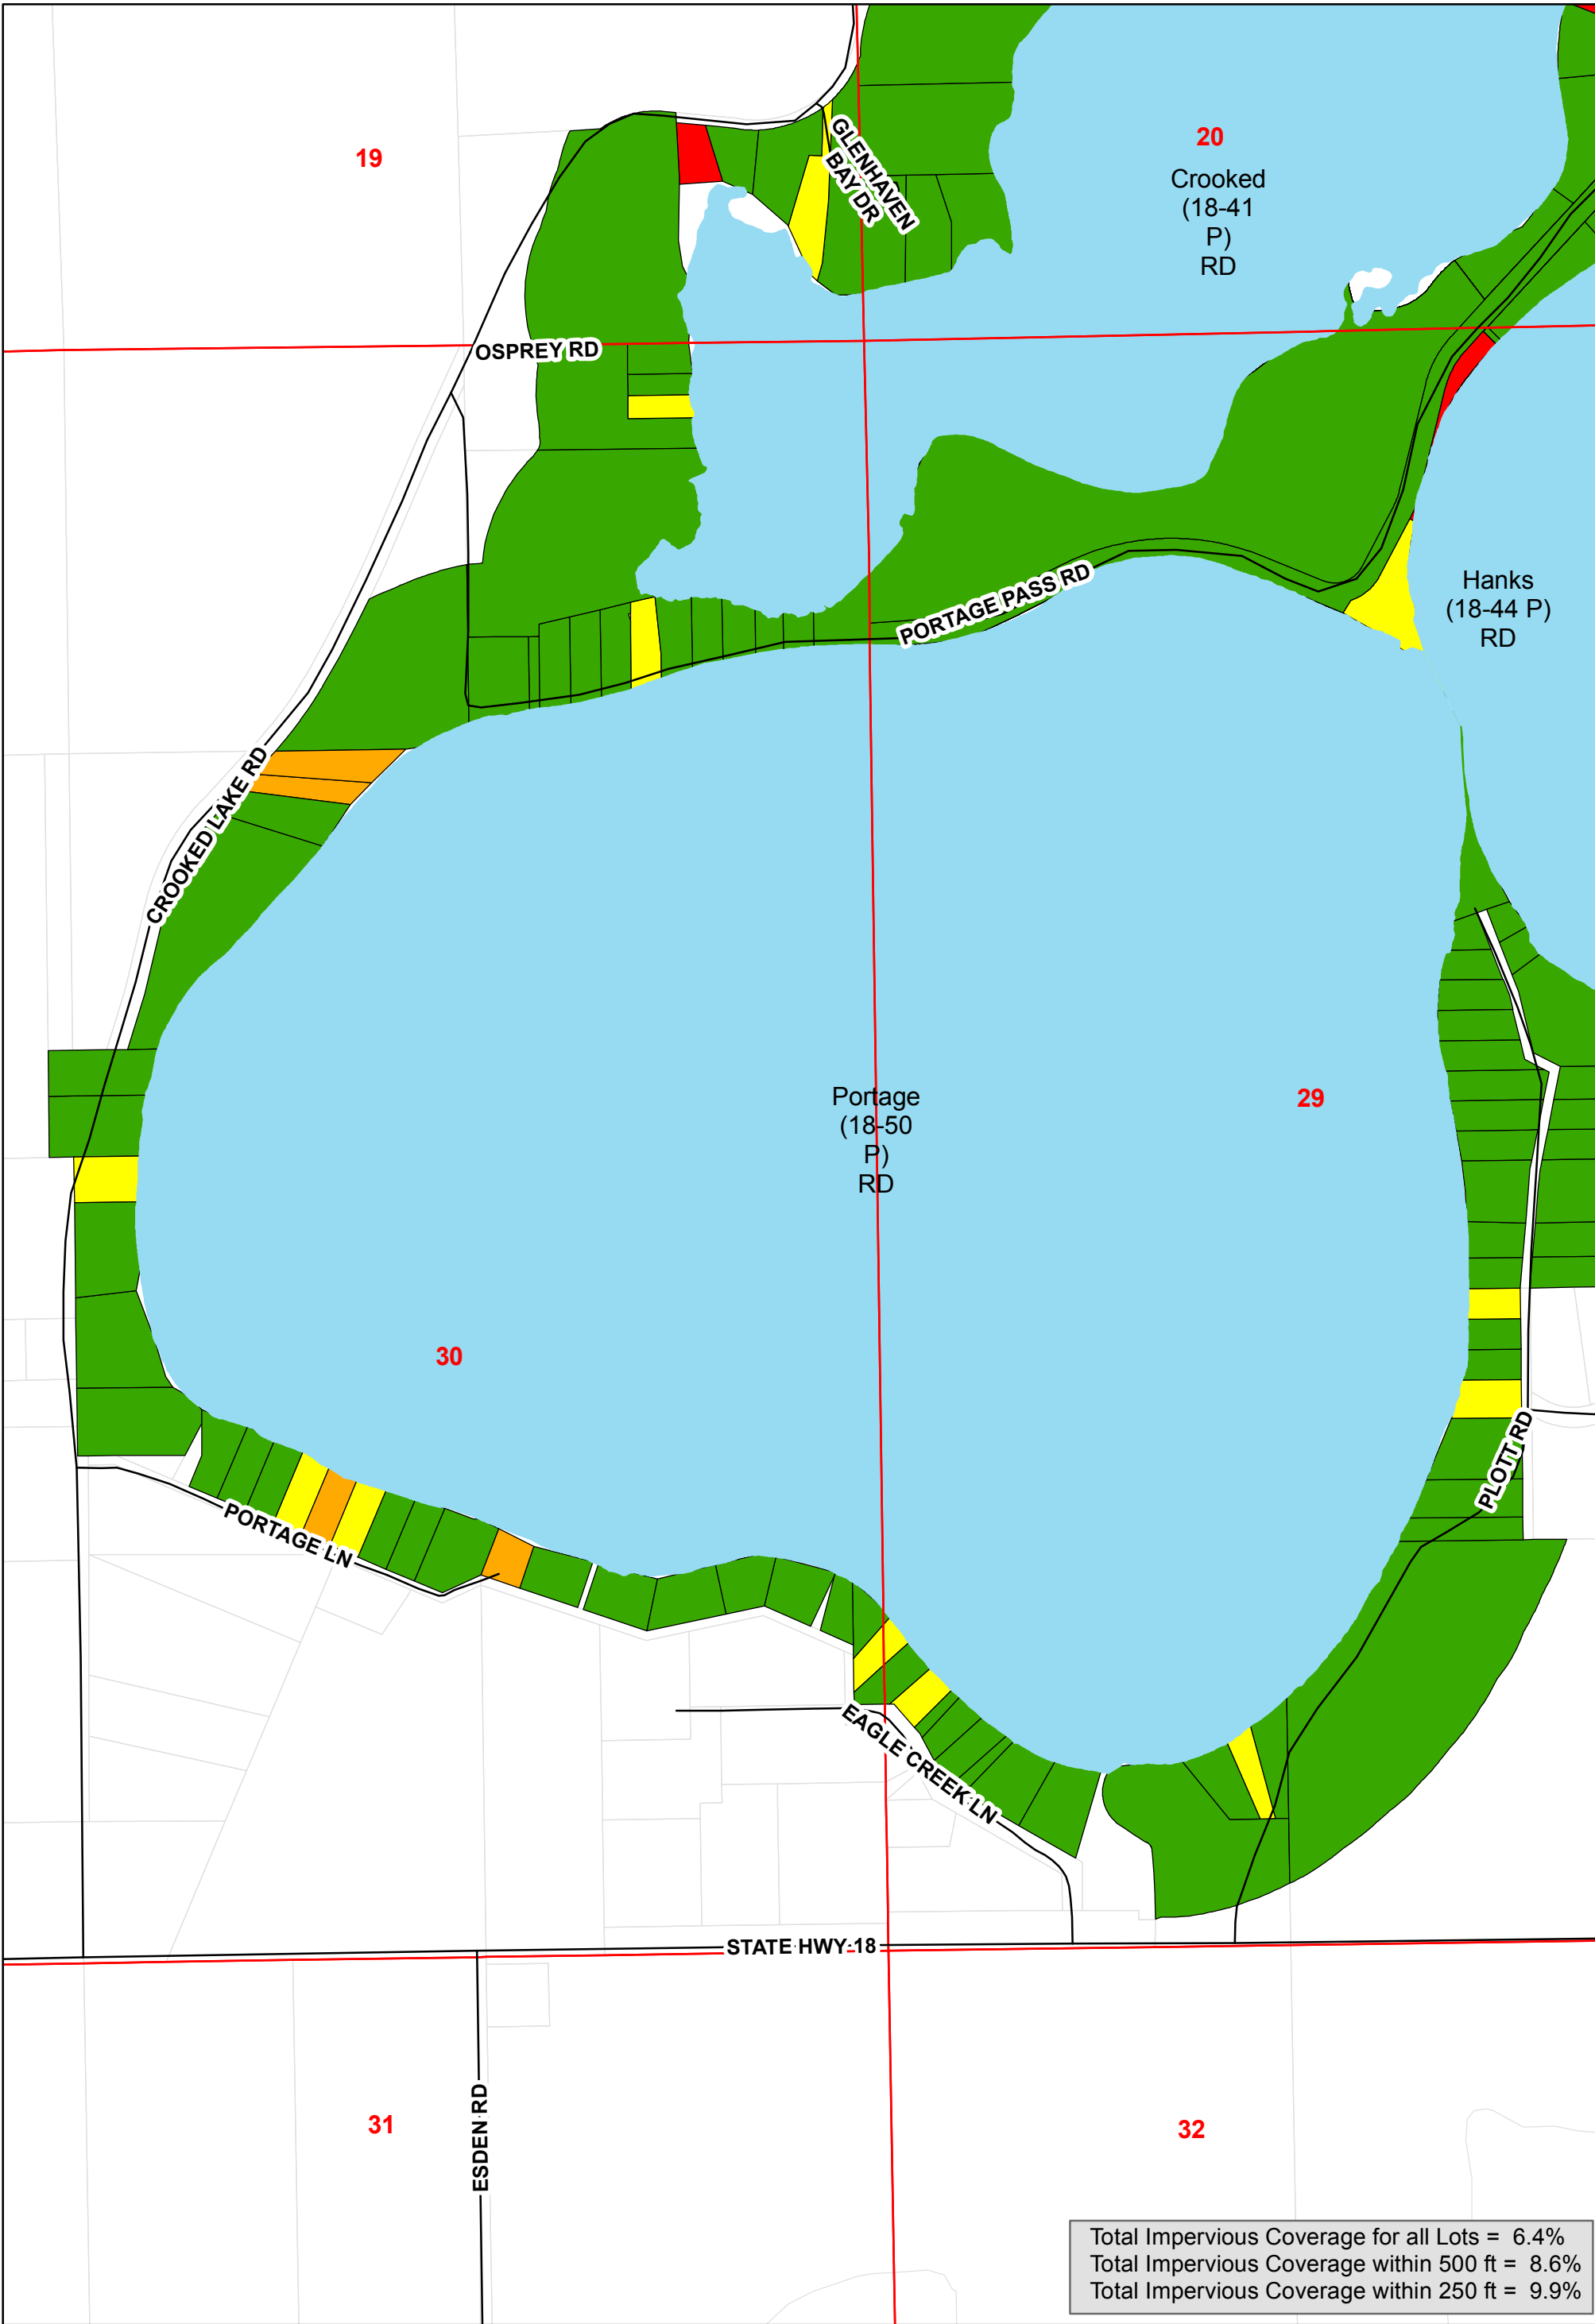 19
GLENHAVEN
BAY DR
20
Crooked
(18-41
P)
RD
OSPREY RD
PORTAGE PASS RD
Hanks
(18-44 P)
RD
CROOKED LAKE RD
Portage
(18-50
P)
RD
29
30
PORTAGE LN
PLOTT RD
EAGLE CREEK LN
STATE HWY 18
31
ESDEN RD
32
Total Impervious Coverage for all Lots = 6.4%
Total Impervious Coverage within 500 ft = 8.6%
Total Impervious Coverage within 250 ft = 9.9%